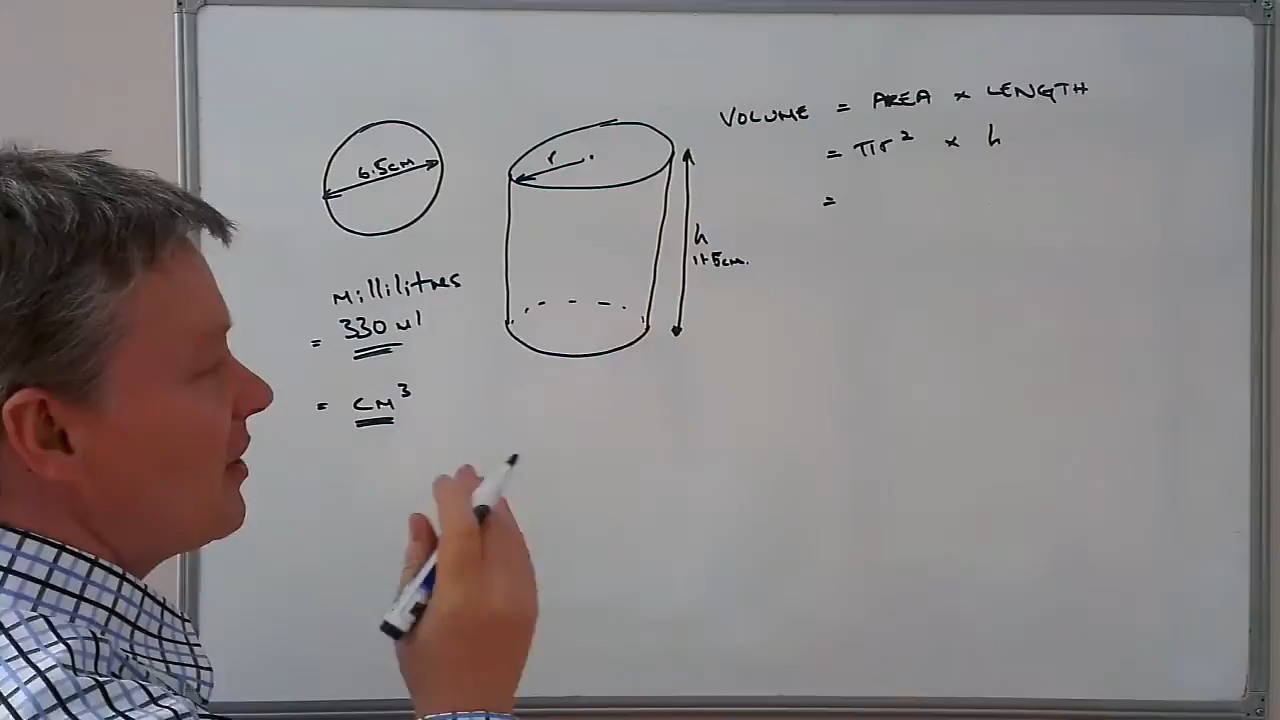 6.5cm
r
h
11.5cm.
Millilitres
= 330 ml
= cm³
VOLUME = AREA × LENGTH
= πr² × h
=